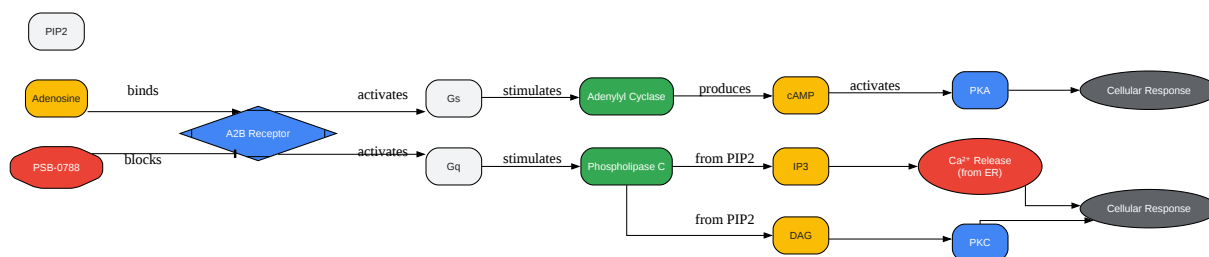 PIP2
Adenosine
binds
activates
Gs
stimulates
Adenylyl Cyclase
produces
cAMP
activates
PKA
Cellular Response
A2B Receptor
PSB-0788
blocks
activates
Gq
stimulates
Phospholipase C
from PIP2
IP3
Ca²⁺ Release
(from ER)
Cellular Response
from PIP2
DAG
PKC